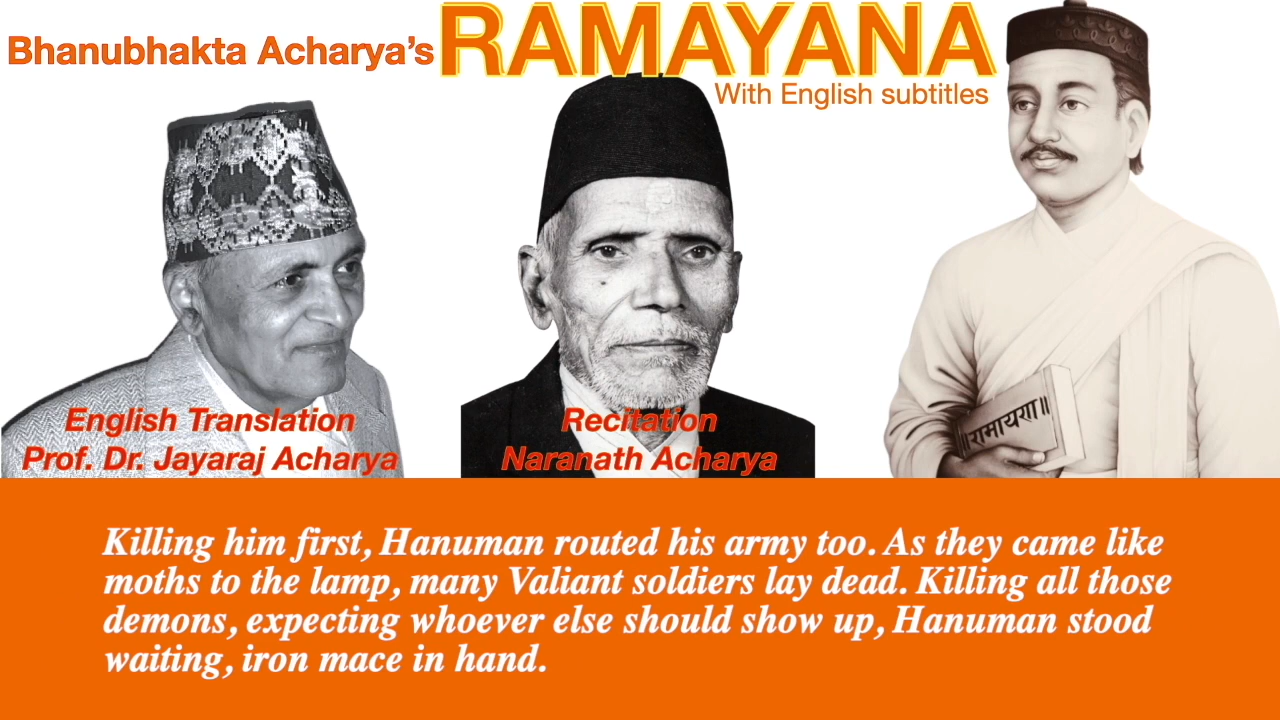 Bhanubhakta Acharya’s RAMAYANA
With English subtitles
॥रामायण॥
English Translation
Prof. Dr. Jayaraj Acharya
Recitation
Naranath Acharya
Killing him first, Hanuman routed his army too. As they came like
moths to the lamp, many Valiant soldiers lay dead. Killing all those
demons, expecting whoever else should show up, Hanuman stood
waiting, iron mace in hand.